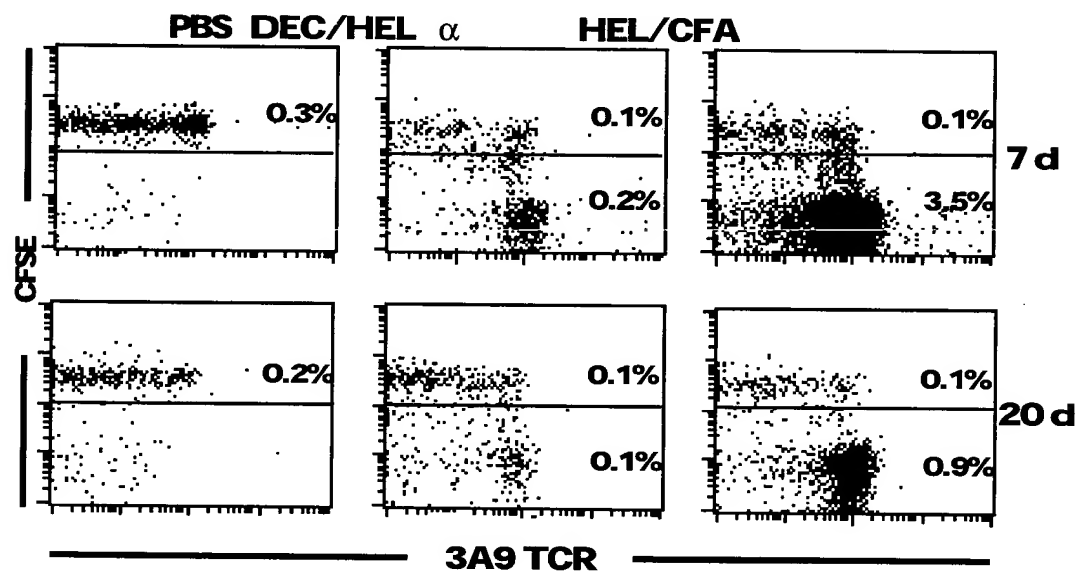 PBS DEC/HEL α HEL/CFA
0.3% 0.1% 0.1%
7 d
0.2% 3.5%
CFSE
0.2% 0.1% 0.1%
20 d
0.1% 0.9%
3A9 TCR